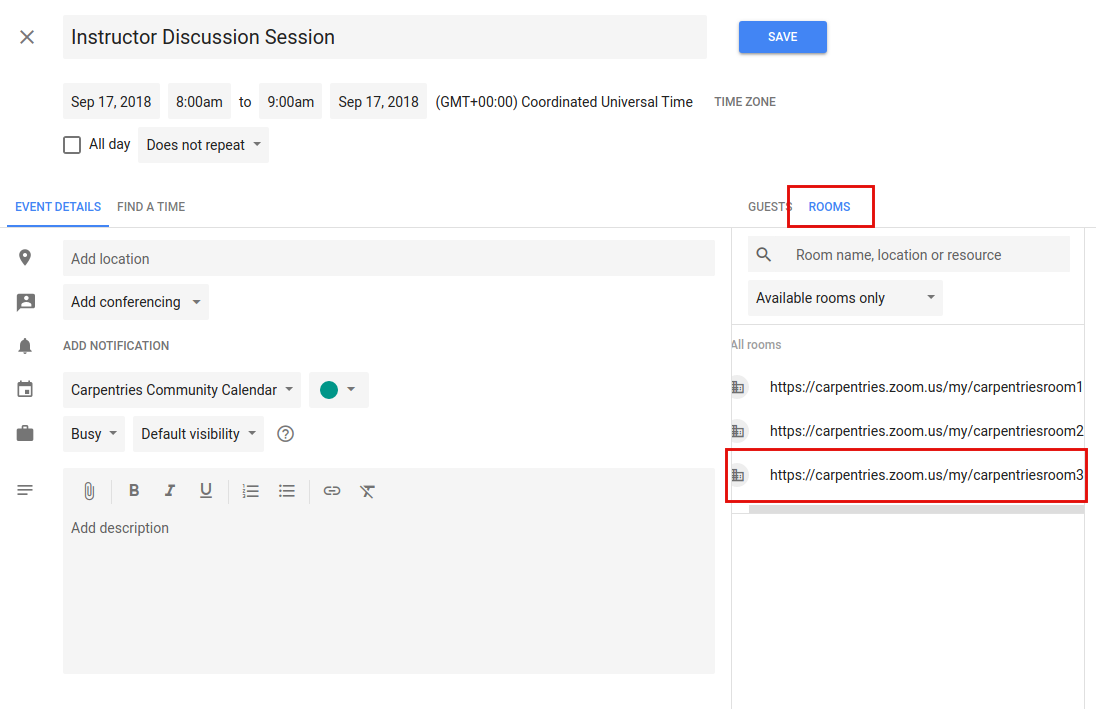 Instructor Discussion Session
SAVE
Sep 17, 2018 8:00am to 9:00am Sep 17, 2018 (GMT+00:00) Coordinated Universal Time TIME ZONE
All day Does not repeat
EVENT DETAILS FIND A TIME
GUESTS ROOMS
Add location
Add conferencing
ADD NOTIFICATION
Carpentries Community Calendar
Busy Default visibility
B I U
Add description
Room name, location or resource
Available rooms only
All rooms
https://carpentries.zoom.us/my/carpentriesroom1
https://carpentries.zoom.us/my/carpentriesroom2
https://carpentries.zoom.us/my/carpentriesroom3